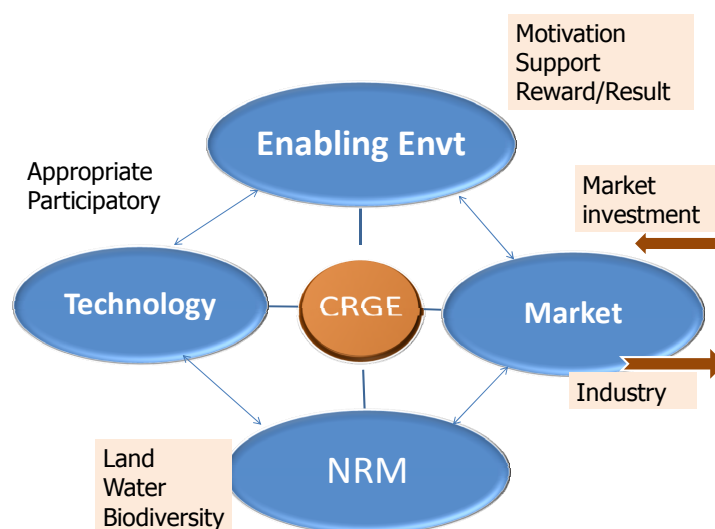 Motivation
Support
Reward/Result
Enabling Envt
Appropriate
Participatory
Market
investment
Technology
CRGE
Market
Industry
NRM
Land
Water
Biodiversity